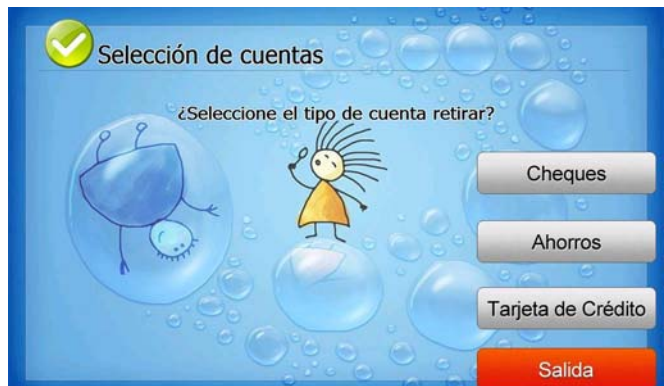 Selección de cuentas
¿Seleccione el tipo de cuenta retirar?
Cheques
Ahorros
Tarjeta de Crédito
Salida